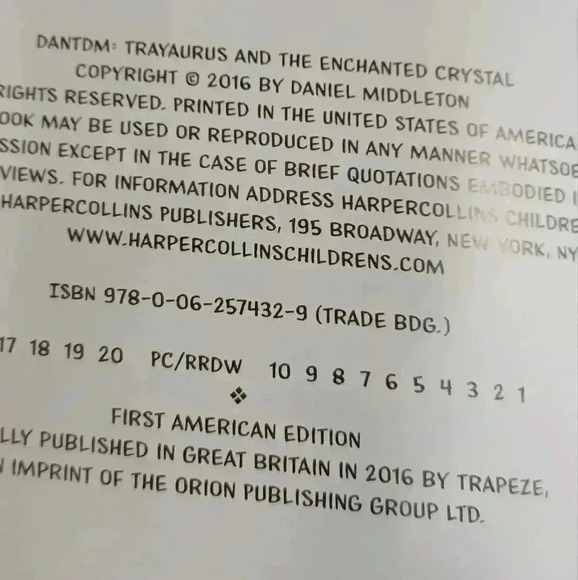 DANTDM: TRAYAURUS AND THE ENCHANTED CRYSTAL
COPYRIGHT © 2016 BY DANIEL MIDDLETON
RIGHTS RESERVED. PRINTED IN THE UNITED STATES OF AMERICA
OOK MAY BE USED OR REPRODUCED IN ANY MANNER WHATSOE
SSION EXCEPT IN THE CASE OF BRIEF QUOTATIONS EMBODIED I
VIEWS. FOR INFORMATION ADDRESS HARPERCOLLINS CHILDRE
HARPERCOLLINS PUBLISHERS, 195 BROADWAY, NEW YORK, NY
WWW.HARPERCOLLINSCHILDRENS.COM
ISBN 978-0-06-257432-9 (TRADE BDG.)
17 18 19 20 PC/RRDW 10 9 8 7 6 5 4 3 2 1
❖
FIRST AMERICAN EDITION
LLY PUBLISHED IN GREAT BRITAIN IN 2016 BY TRAPEZE,
N IMPRINT OF THE ORION PUBLISHING GROUP LTD.